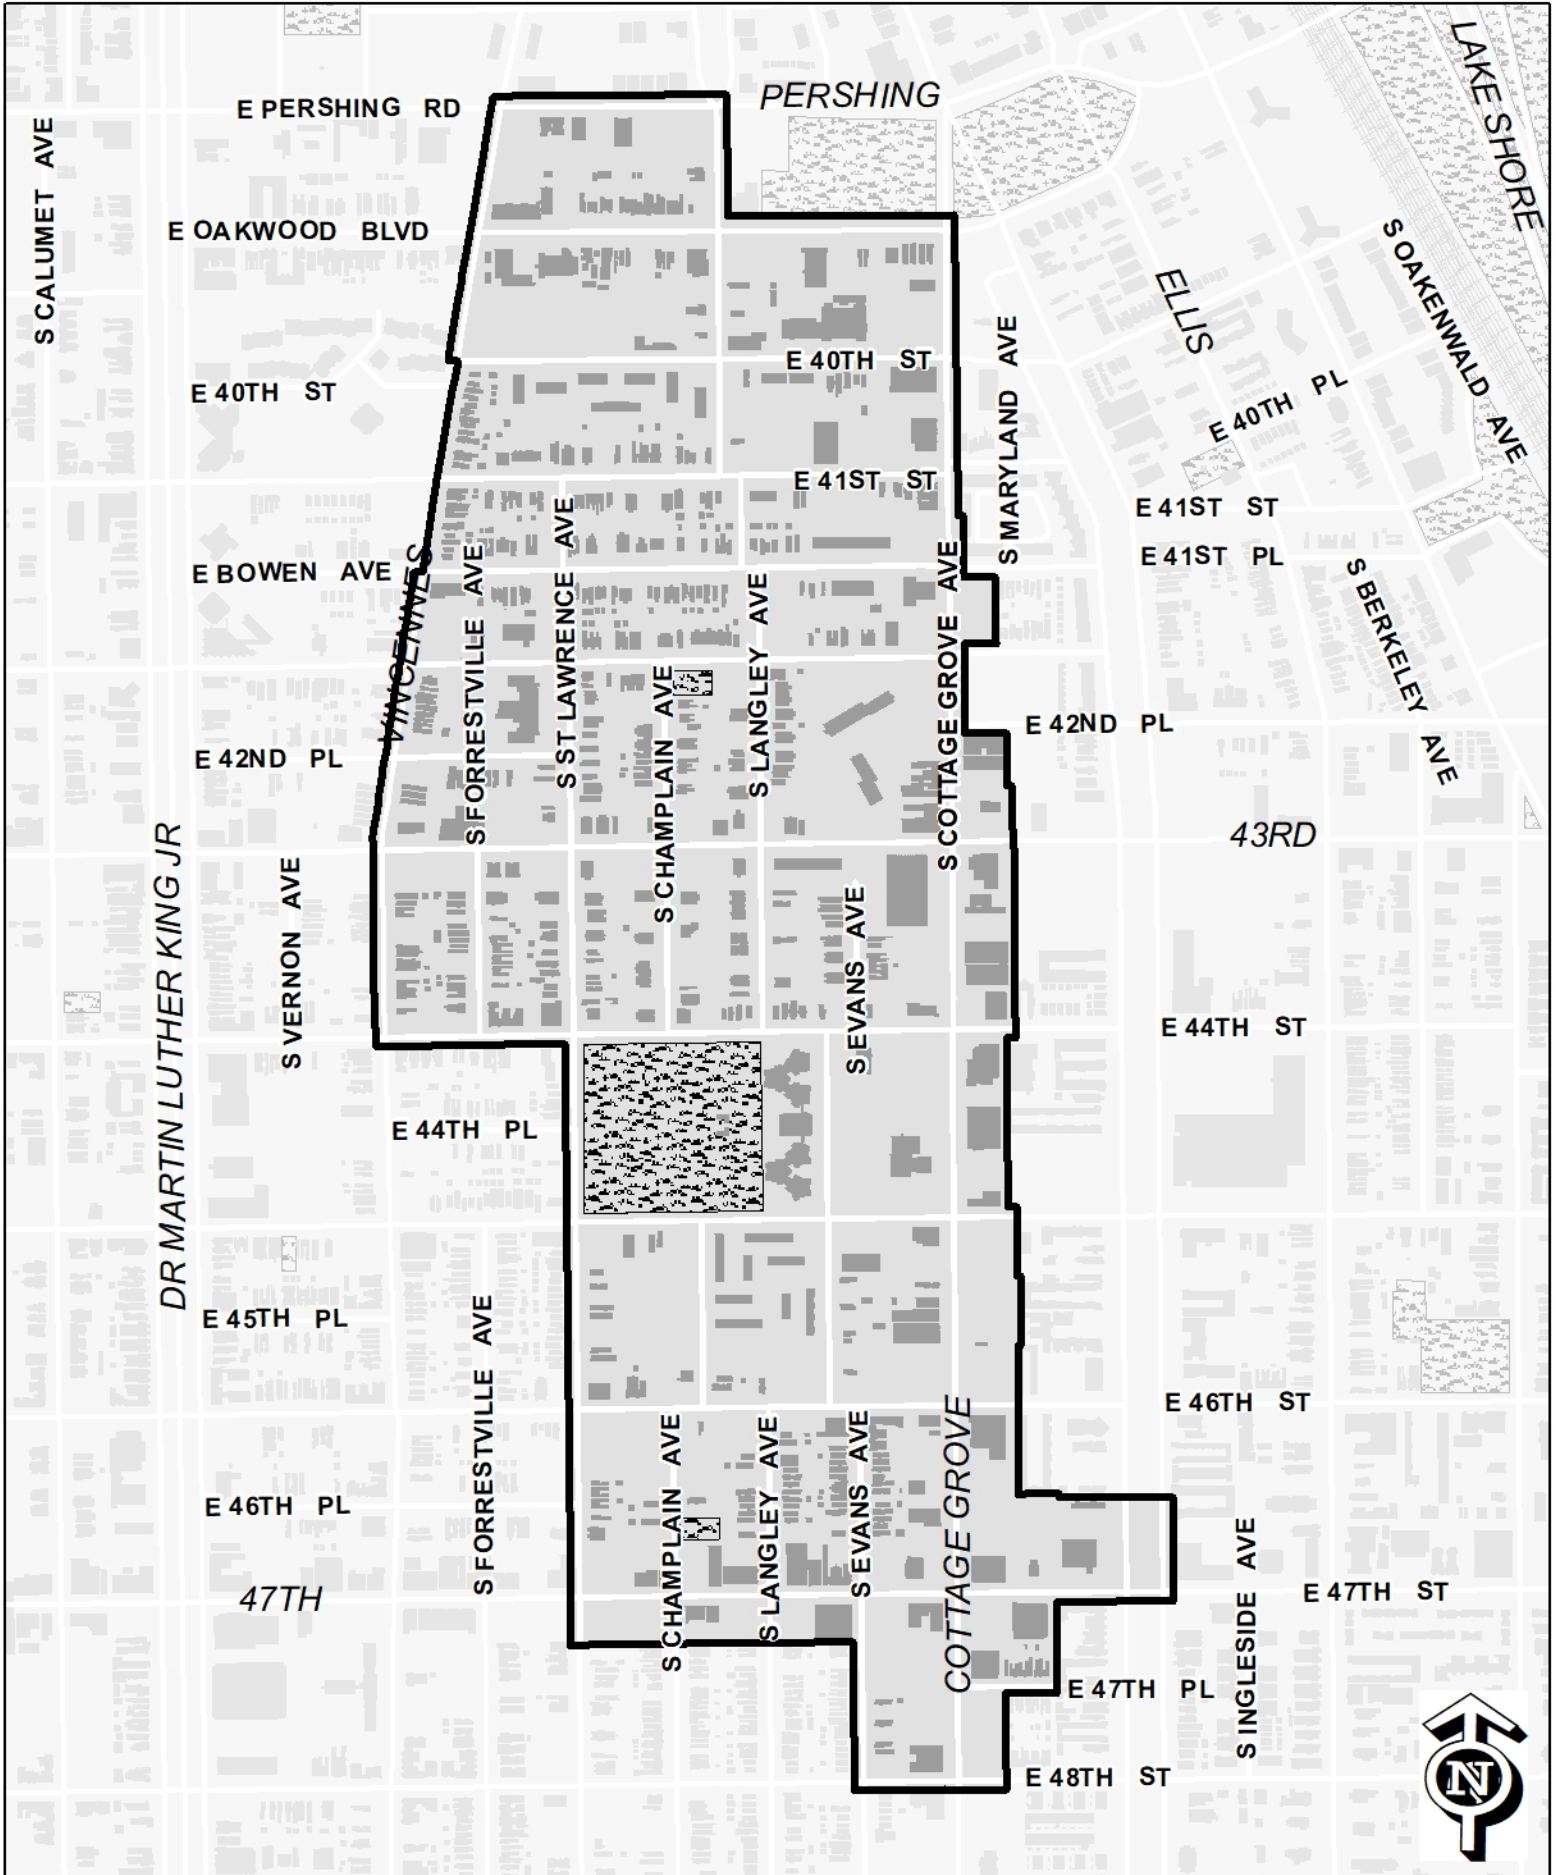 PERSHING
E PERSHING RD
LAKE SHORE
S CALUMET AVE
E OAKWOOD BLVD
S OAKENWALD AVE
ELLIS
E 40TH ST
S MARYLAND AVE
E 40TH ST
E 40TH PL
E 41ST ST
E 41ST ST
E 41ST PL
E BOWEN AVE
VINCENNES
S FORRESTVILLE AVE
S ST LAWRENCE AVE
S LANGLEY AVE
S COTTAGE GROVE AVE
S BERKELEY AVE
S CHAMPLAIN AVE
E 42ND PL
E 42ND PL
43RD
DR MARTIN LUTHER KING JR
S VERNON AVE
S EVANS AVE
E 44TH ST
E 44TH PL
E 45TH PL
S FORRESTVILLE AVE
E 46TH ST
COTTAGE GROVE
S CHAMPLAIN AVE
S LANGLEY AVE
S EVANS AVE
E 46TH PL
S INGLESIDE AVE
47TH
E 47TH ST
E 47TH PL
E 48TH ST
N